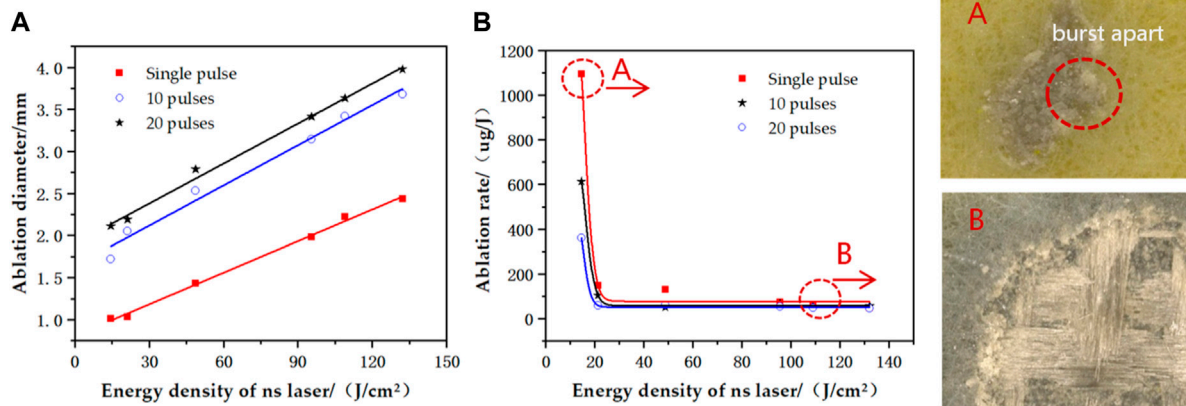 A
Ablation diameter/mm
4.0
3.5
3.0
2.5
2.0
1.5
1.0
Single pulse
10 pulses
20 pulses
0 30 60 90 120 150
Energy density of ns laser/（J/cm²）
B
Ablation rate/（ug/J）
1200
1000
800
600
400
200
0
A
Single pulse
10 pulses
20 pulses
B
0 20 40 60 80 100 120 140
Energy density of ns laser/（J/cm²）
A
burst apart
B